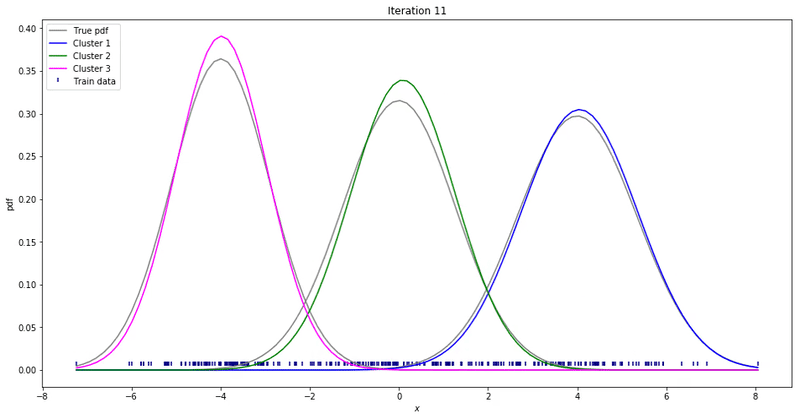 Iteration 11
0.40
0.35
0.30
0.25
0.20
0.15
0.10
0.05
0.00
pdf
True pdf
Cluster 1
Cluster 2
Cluster 3
Train data
−8 −6 −4 −2 0 2 4 6 8
x